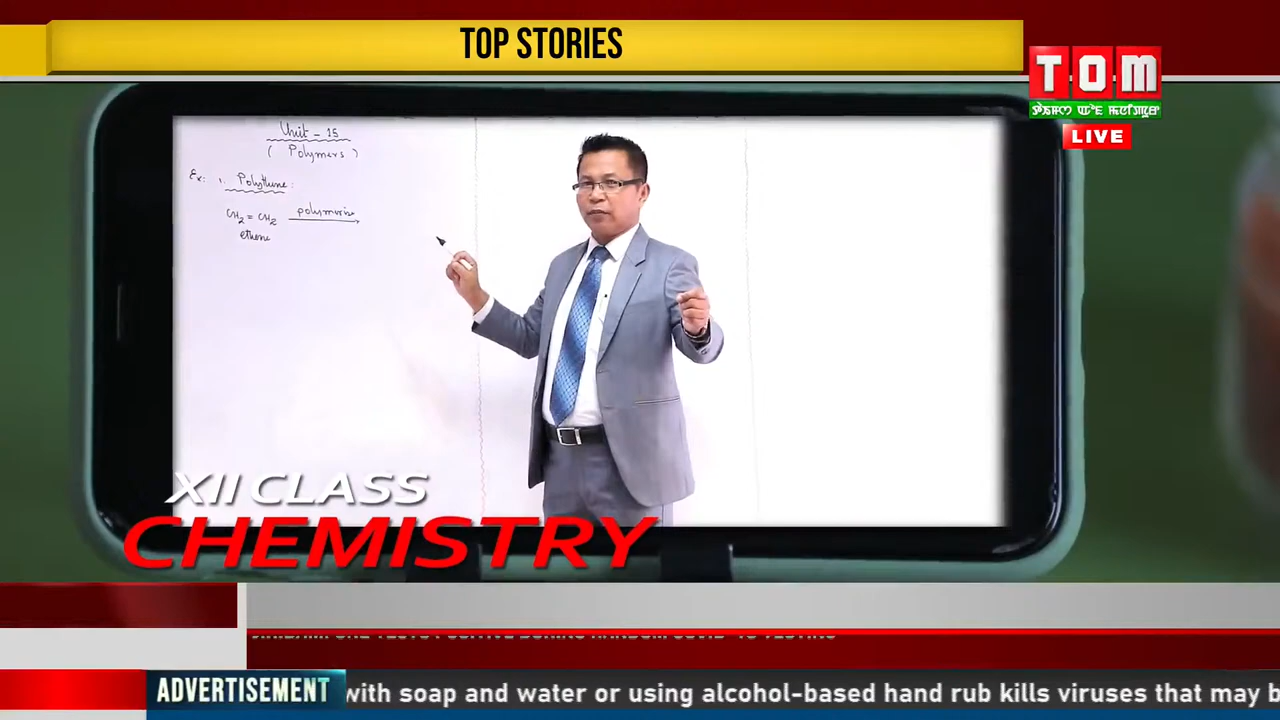 TOP STORIES
TOM
LIVE
Unit - 15
( Polymers )
Ex: 1. Polythene:
CH2 = CH2 polymerise
ethene
XII CLASS
CHEMISTRY
ADVERTISEMENT
with soap and water or using alcohol-based hand rub kills viruses that may b